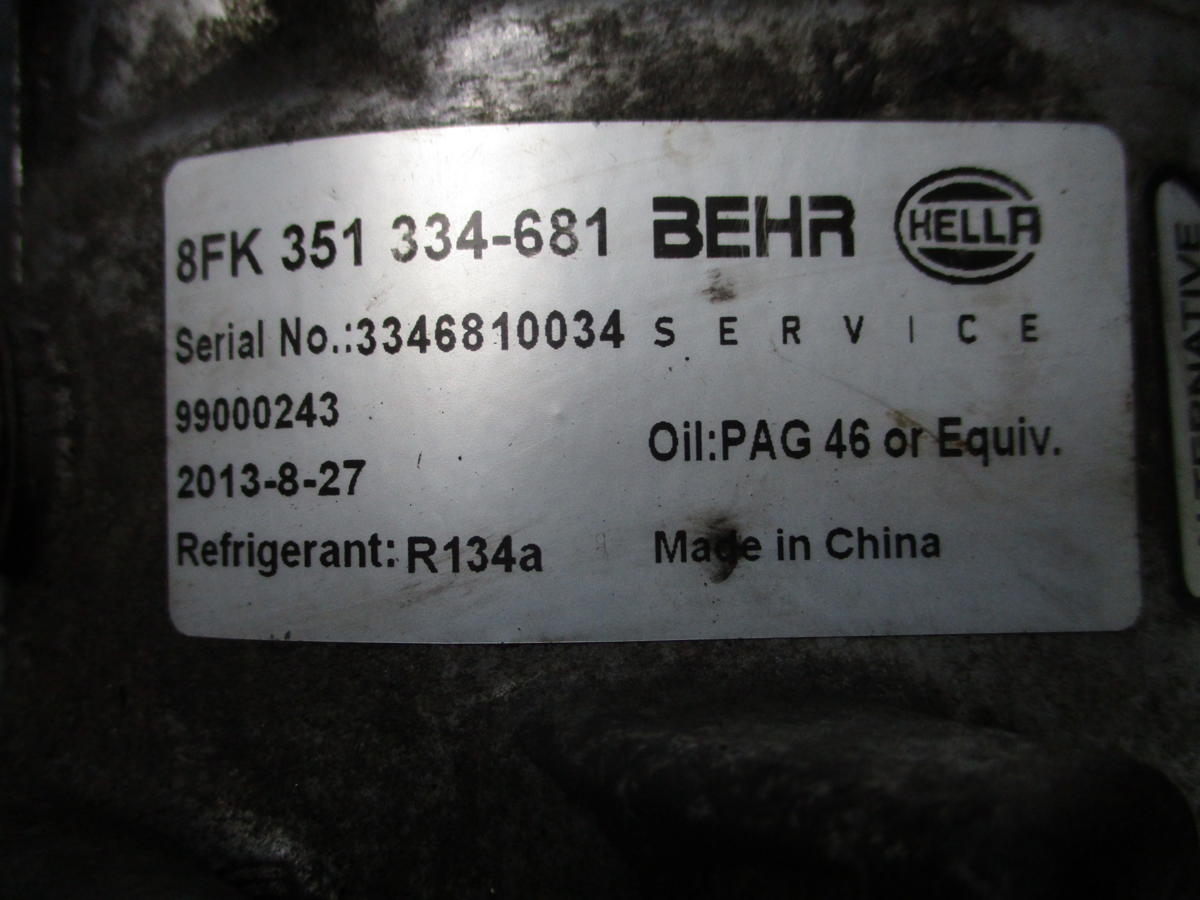 8FK 351 334-681 BEHR HELLA
Serial No.:3346810034 SERVICE
99000243
2013-8-27
Oil:PAG 46 or Equiv.
Refrigerant: R134a
Made in China